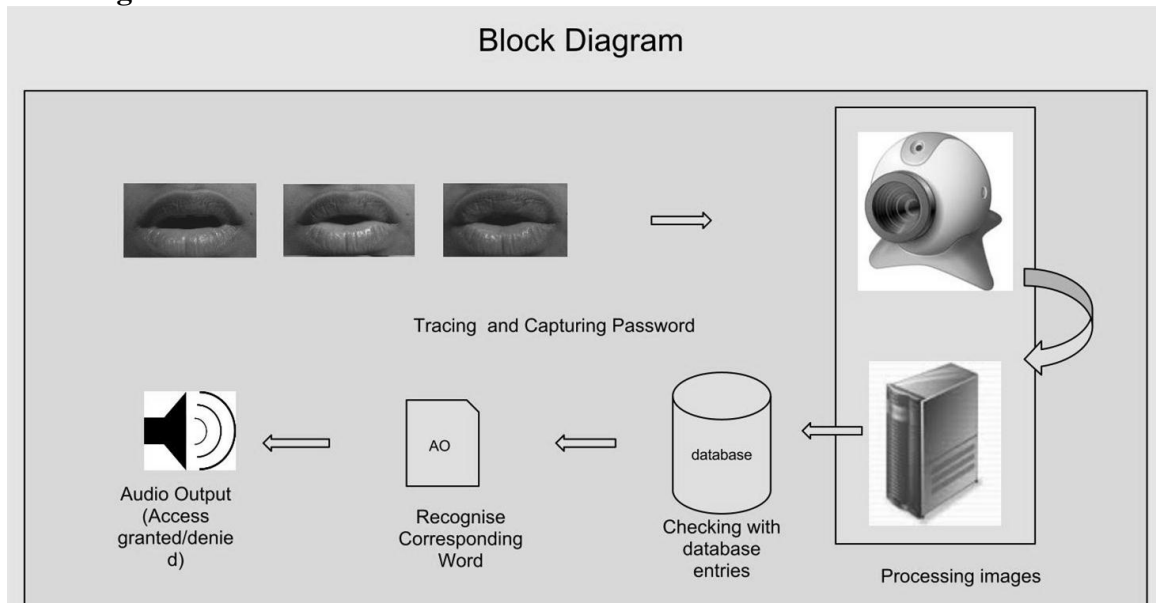 Block Diagram
Tracing and Capturing Password
AO
database
Audio Output
(Access
granted/denie
d)
Recognise
Corresponding
Word
Checking with
database
entries
Processing images